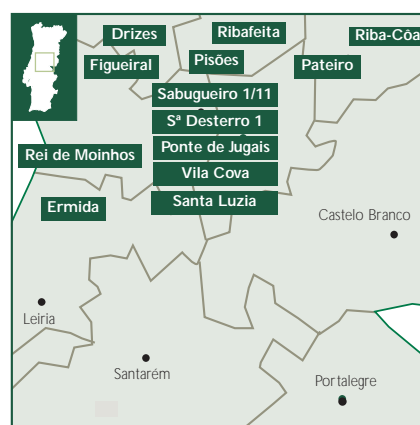 Drizes
Ribafeita
Riba-Côa
Figueiral
Pisões
Pateiro
Sabugueiro 1/11
Sª Desterro 1
Rei de Moinhos
Ponte de Jugais
Vila Cova
Ermida
Santa Luzia
Castelo Branco
Leiria
Santarém
Portalegre